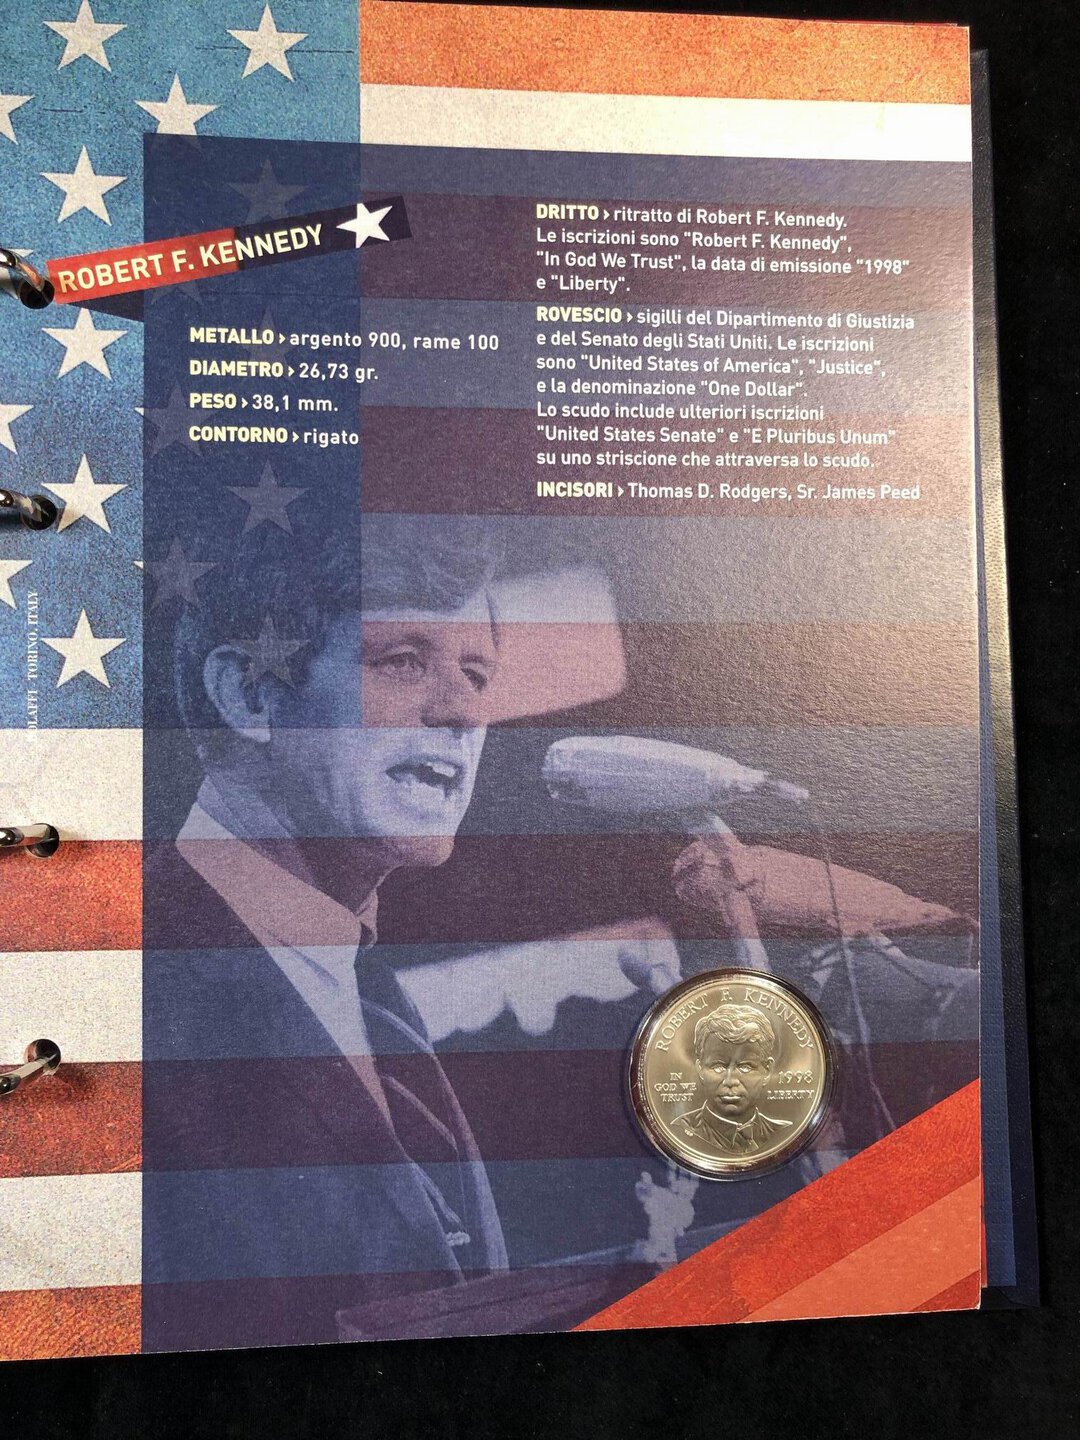 ROBERT F. KENNEDY
METALLO › argento 900, rame 100
DIAMETRO › 26,73 gr.
PESO › 38,1 mm.
CONTORNO › rigato
DRITTO › ritratto di Robert F. Kennedy.
Le iscrizioni sono "Robert F. Kennedy",
"In God We Trust", la data di emissione "1998"
e "Liberty".
ROVESCIO › sigilli del Dipartimento di Giustizia
e del Senato degli Stati Uniti. Le iscrizioni
sono "United States of America", "Justice",
e la denominazione "One Dollar".
Lo scudo include ulteriori iscrizioni
"United States Senate" e "E Pluribus Unum"
su uno striscione che attraversa lo scudo.
INCISORI › Thomas D. Rodgers, Sr. James Peed
TORINO, ITALY
ROBERT F. KENNEDY
IN
GOD WE
TRUST
1998
LIBERTY